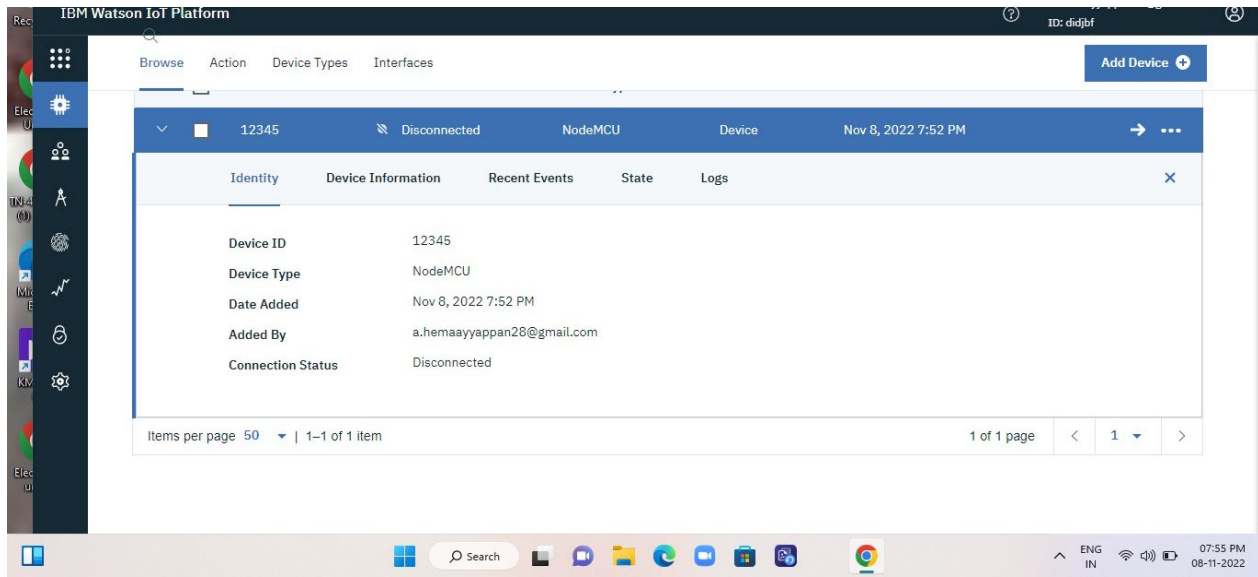 IBM Watson IoT Platform
ID: didjbf
Browse Action Device Types Interfaces
Add Device
12345 Disconnected NodeMCU Device Nov 8, 2022 7:52 PM
Identity Device Information Recent Events State Logs
Device ID 12345
Device Type NodeMCU
Date Added Nov 8, 2022 7:52 PM
Added By a.hemaayyappan28@gmail.com
Connection Status Disconnected
Items per page 50 | 1–1 of 1 item
1 of 1 page 1
Search
ENG
IN
07:55 PM
08-11-2022